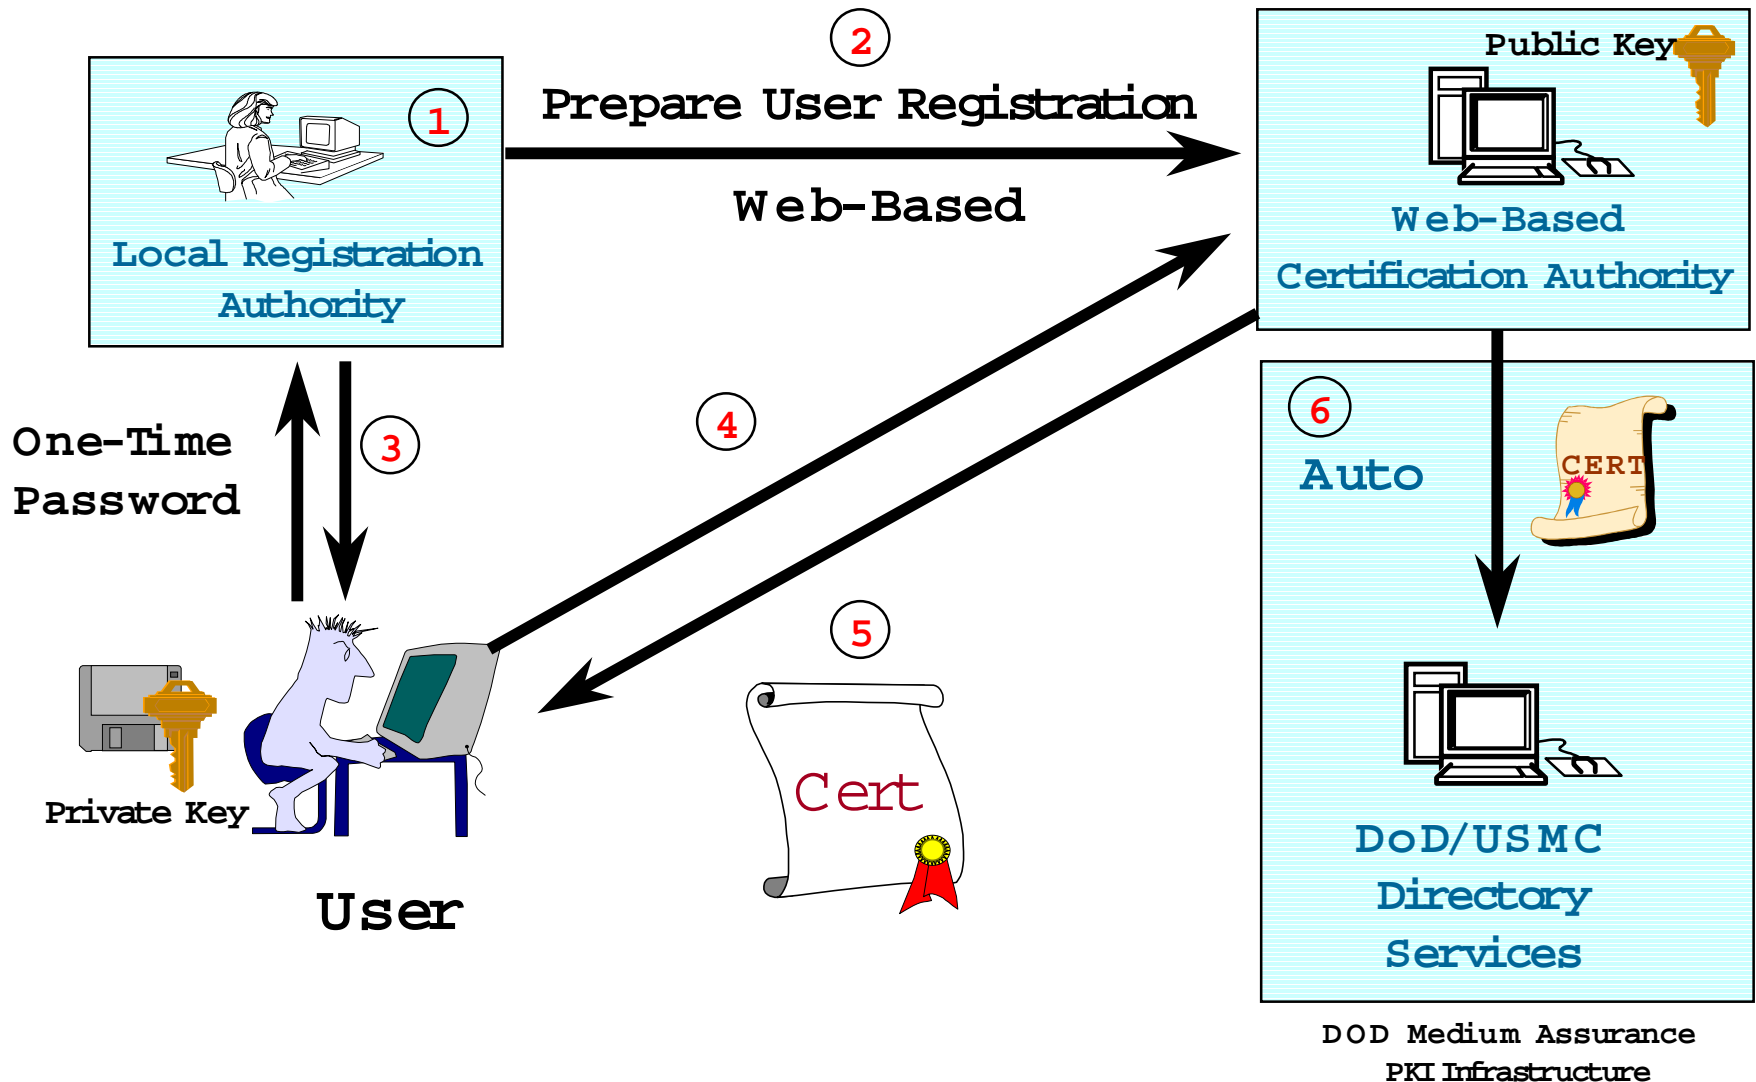 2
Public Key
Prepare User Registration
1
Web-Based
Web-Based
Certification Authority
Local Registration
Authority
6
4
One-Time
Password
3
Auto
CERT
5
Private Key
Cert
User
DoD/USMC
Directory
Services
DOD Medium Assurance
PKI Infrastructure